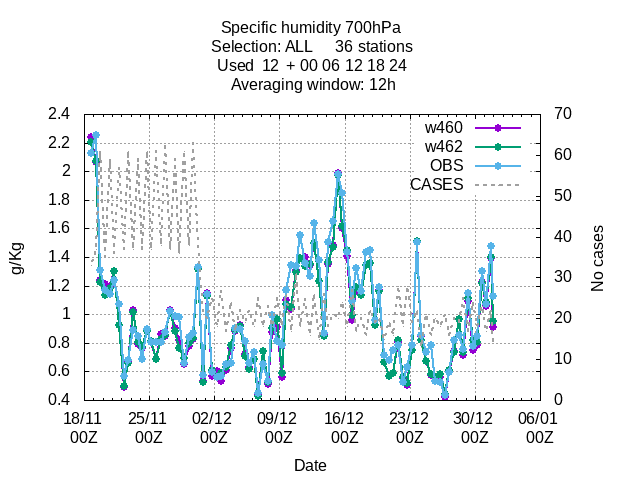 Specific humidity 700hPa
Selection: ALL     36 stations
Used  12  + 00 06 12 18 24
Averaging window: 12h
2.4
2.2
2
1.8
1.6
1.4
1.2
1
0.8
0.6
0.4
g/Kg
70
60
50
40
30
20
10
0
No cases
w460
w462
OBS
CASES
18/11 25/11 02/12 09/12 16/12 23/12 30/12 06/01
00Z 00Z 00Z 00Z 00Z 00Z 00Z 00Z
Date